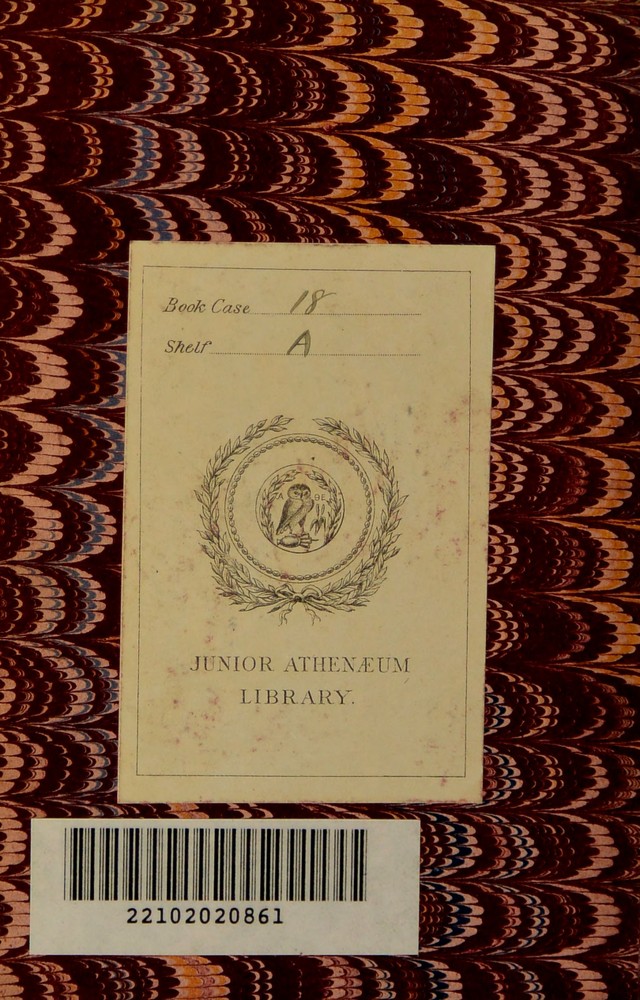 Book Case 18
Shelf A
JUNIOR ATHENÆUM
LIBRARY.
22102020861